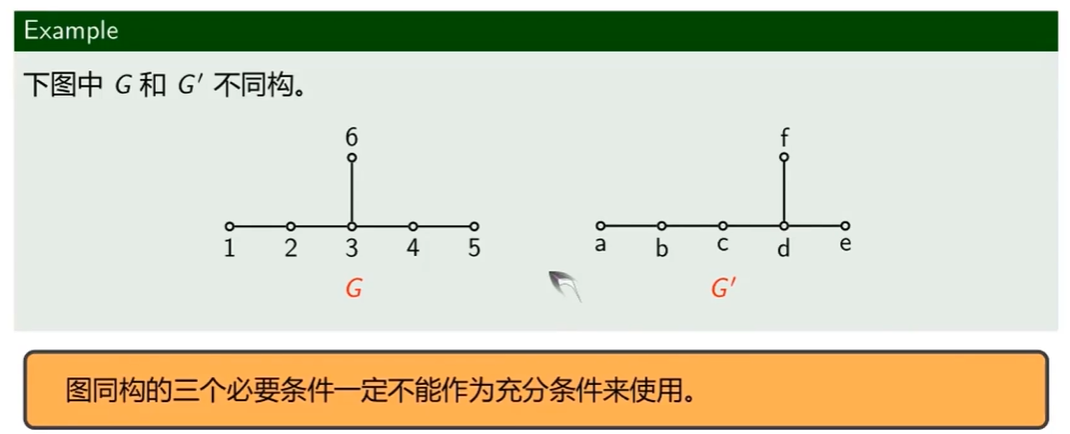 Example
下图中 G 和 G′ 不同构。
6
f
1 2 3 4 5
a b c d e
G
G′
图同构的三个必要条件一定不能作为充分条件来使用。